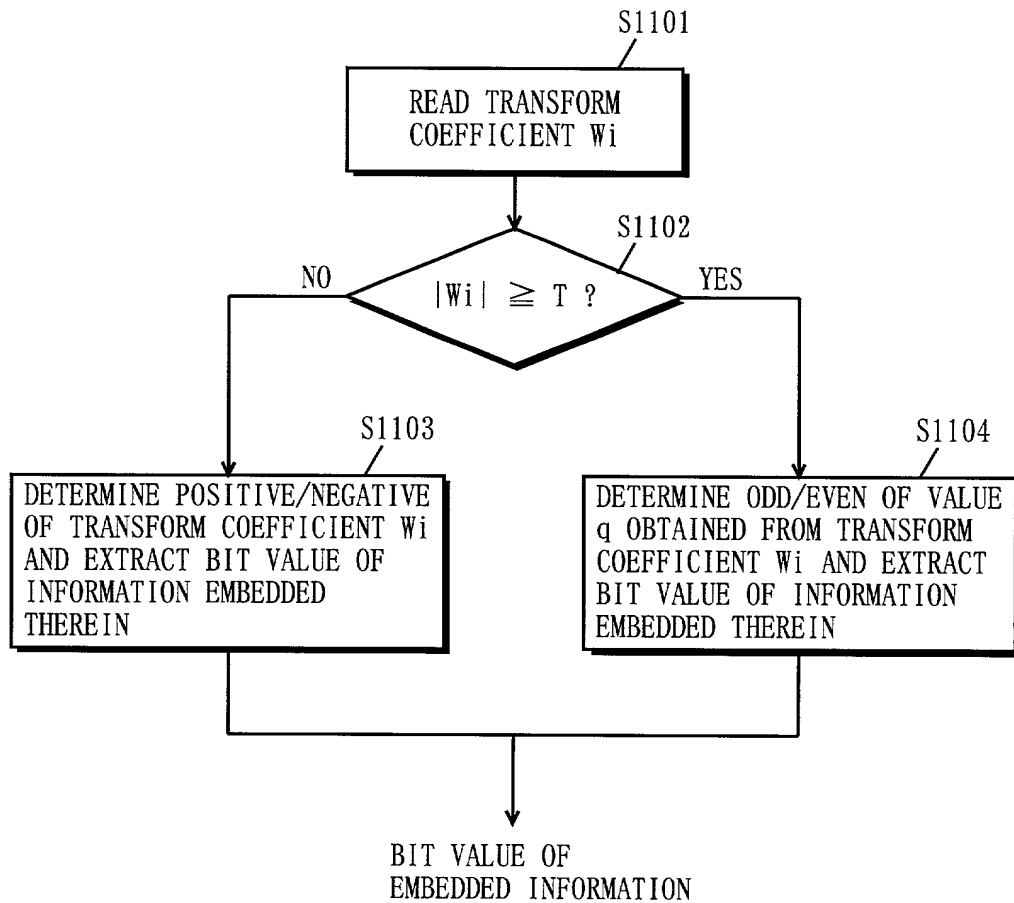 S1101
READ TRANSFORM
COEFFICIENT Wi
S1102
NO
|Wi| ≧ T ?
YES
S1103
DETERMINE POSITIVE/NEGATIVE
OF TRANSFORM COEFFICIENT Wi
AND EXTRACT BIT VALUE OF
INFORMATION EMBEDDED
THEREIN
S1104
DETERMINE ODD/EVEN OF VALUE
q OBTAINED FROM TRANSFORM
COEFFICIENT Wi AND EXTRACT
BIT VALUE OF INFORMATION
EMBEDDED THEREIN
BIT VALUE OF
EMBEDDED INFORMATION